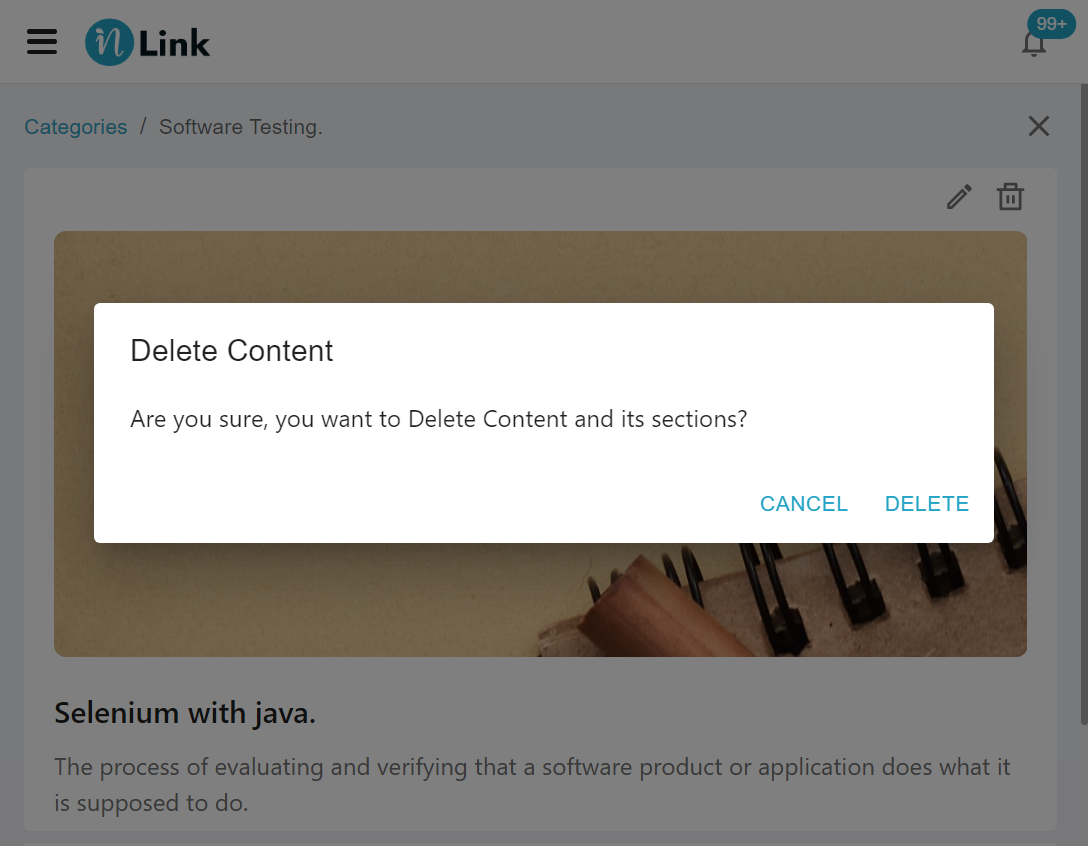 n Link
99+
Categories / Software Testing.
Delete Content
Are you sure, you want to Delete Content and its sections?
CANCEL DELETE
Selenium with java.
The process of evaluating and verifying that a software product or application does what it
is supposed to do.